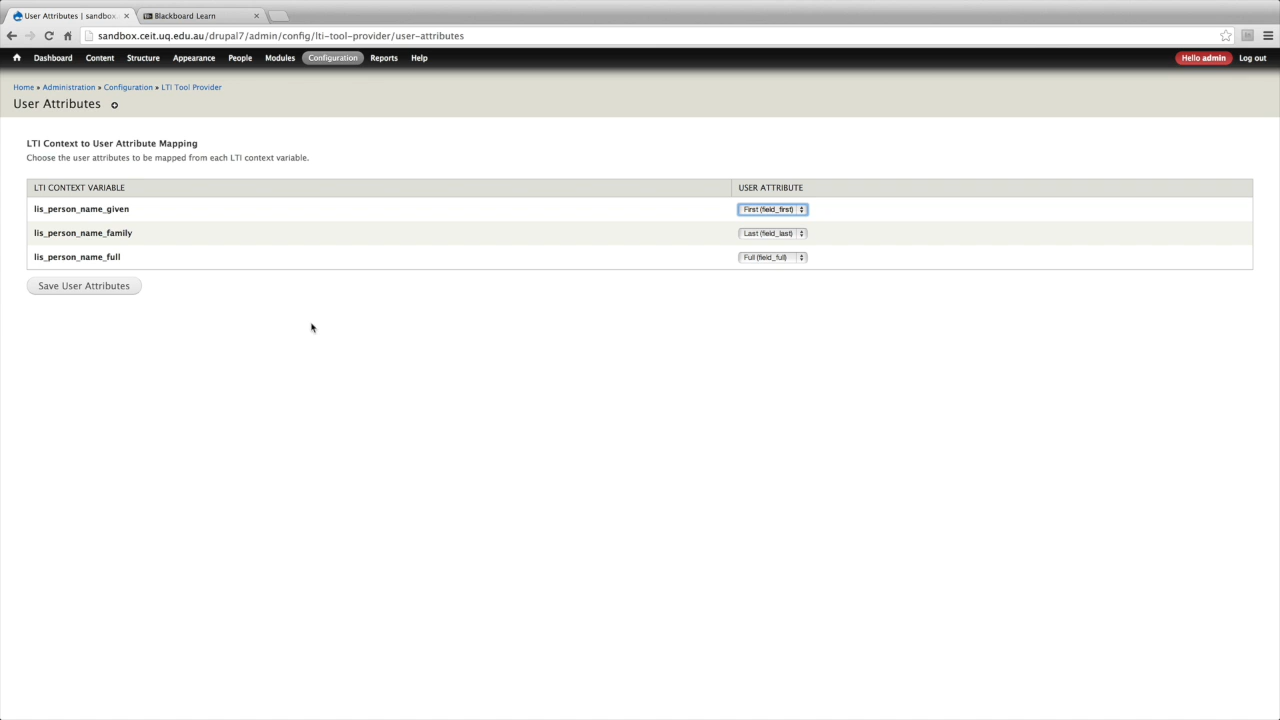 User Attributes | sandbox
Blackboard Learn
sandbox.ceit.uq.edu.au/drupal7/admin/config/lti-tool-provider/user-attributes
Dashboard Content Structure Appearance People Modules Configuration Reports Help Hello admin Log out
Home » Administration » Configuration » LTI Tool Provider
User Attributes
LTI Context to User Attribute Mapping
Choose the user attributes to be mapped from each LTI context variable.
LTI CONTEXT VARIABLE USER ATTRIBUTE
lis_person_name_given First (field_first)
lis_person_name_family Last (field_last)
lis_person_name_full Full (field_full)
Save User Attributes